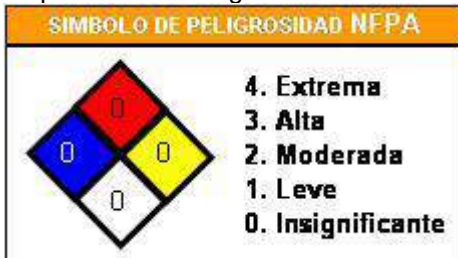 SIMBOLO DE PELIGROSIDAD NFPA
0
0 0
0
4. Extrema
3. Alta
2. Moderada
1. Leve
0. Insignificante